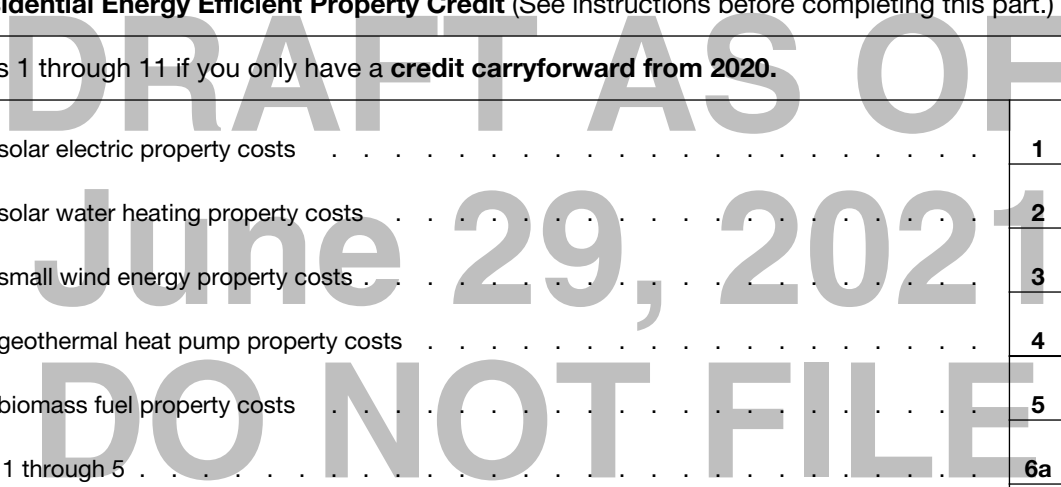 sidential Energy Efficient Property Credit (See instructions before completing this part.)
s 1 through 11 if you only have a credit carryforward from 2020.
solar electric property costs . . . . . . . . . . . . . . . . . . . . . 1
solar water heating property costs . . . . . . . . . . . . . . . . . . . 2
small wind energy property costs . . . . . . . . . . . . . . . . . . . . 3
geothermal heat pump property costs . . . . . . . . . . . . . . . . . . 4
biomass fuel property costs . . . . . . . . . . . . . . . . . . . . . 5
1 through 5 . . . . . . . . . . . . . . . . . . . . . . . . . . . 6a
DRAFT AS OF
June 29, 2021
DO NOT FILE